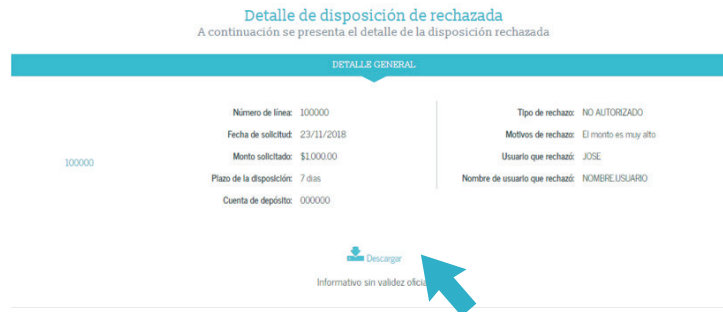 Detalle de disposición de rechazada
A continuación se presenta el detalle de la disposición rechazada
DETALLE GENERAL
100000
Número de línea: 100000
Fecha de solicitud: 23/11/2018
Monto solicitado: $1,000.00
Plazo de la disposición: 7 dias
Cuenta de depósito: 000000
Tipo de rechazo: NO AUTORIZADO
Motivos de rechazo: El monto es muy alto
Usuario que rechazó: JOSE
Nombre de usuario que rechazó: NOMBRE.USUARIO
Descargar
Informativo sin validez oficial